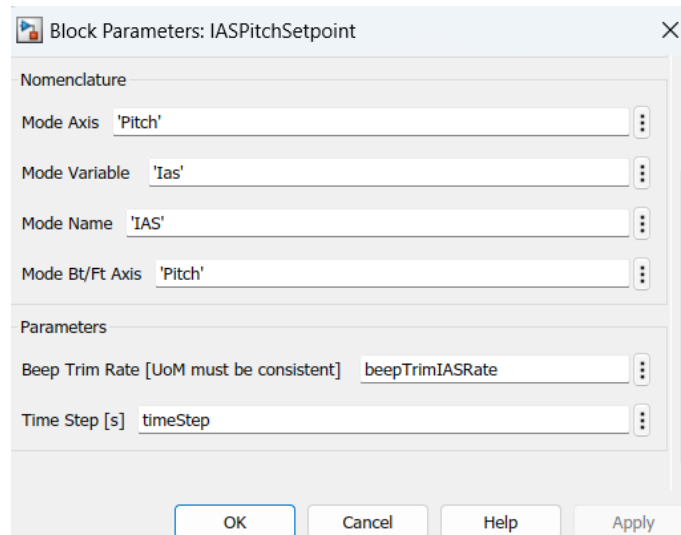 Block Parameters: IASPitchSetpoint
Nomenclature
Mode Axis 'Pitch'
Mode Variable 'Ias'
Mode Name 'IAS'
Mode Bt/Ft Axis 'Pitch'
Parameters
Beep Trim Rate [UoM must be consistent] beepTrimIASRate
Time Step [s] timeStep
OK Cancel Help Apply